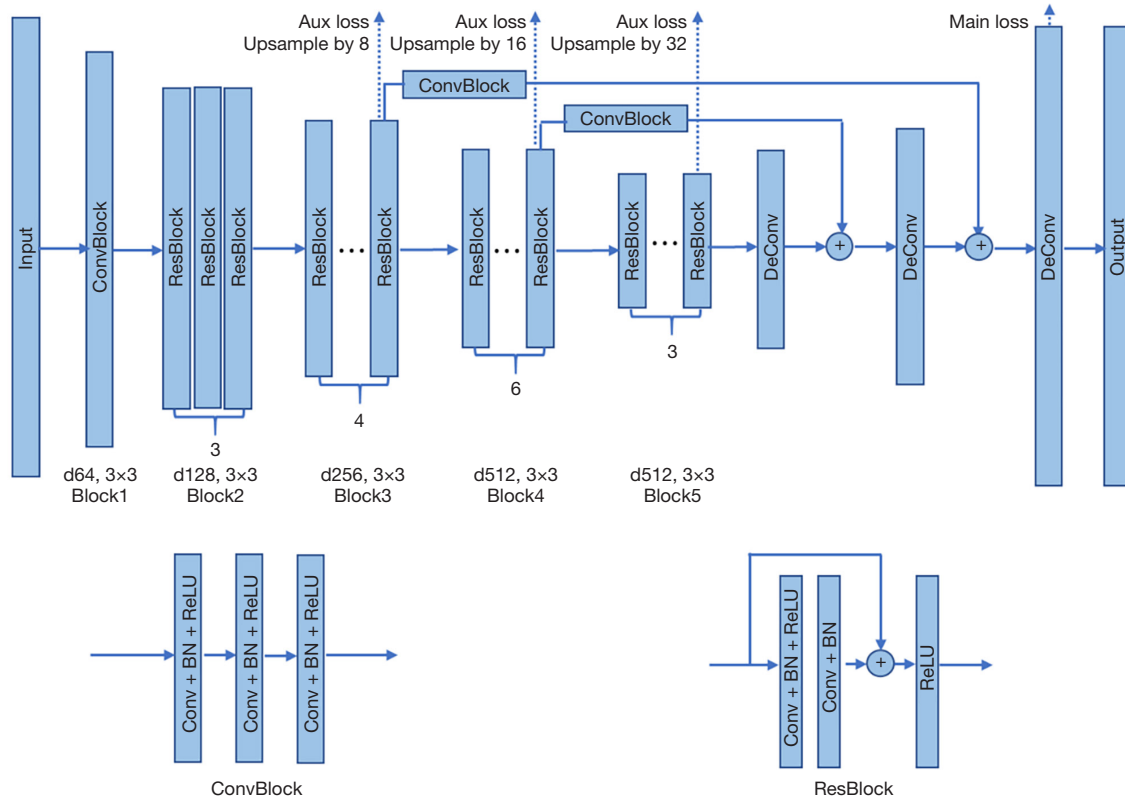 Aux loss
Upsample by 8
Aux loss
Upsample by 16
Aux loss
Upsample by 32
Main loss
ConvBlock
ConvBlock
Input
ConvBlock
ResBlock
ResBlock
ResBlock
ResBlock
...
ResBlock
ResBlock
...
ResBlock
ResBlock
...
ResBlock
DeConv
+
DeConv
+
DeConv
Output
3
4
6
3
d64, 3×3
Block1
d128, 3×3
Block2
d256, 3×3
Block3
d512, 3×3
Block4
d512, 3×3
Block5
Conv + BN + ReLU
Conv + BN + ReLU
Conv + BN + ReLU
ConvBlock
Conv + BN + ReLU
Conv + BN
+
ReLU
ResBlock